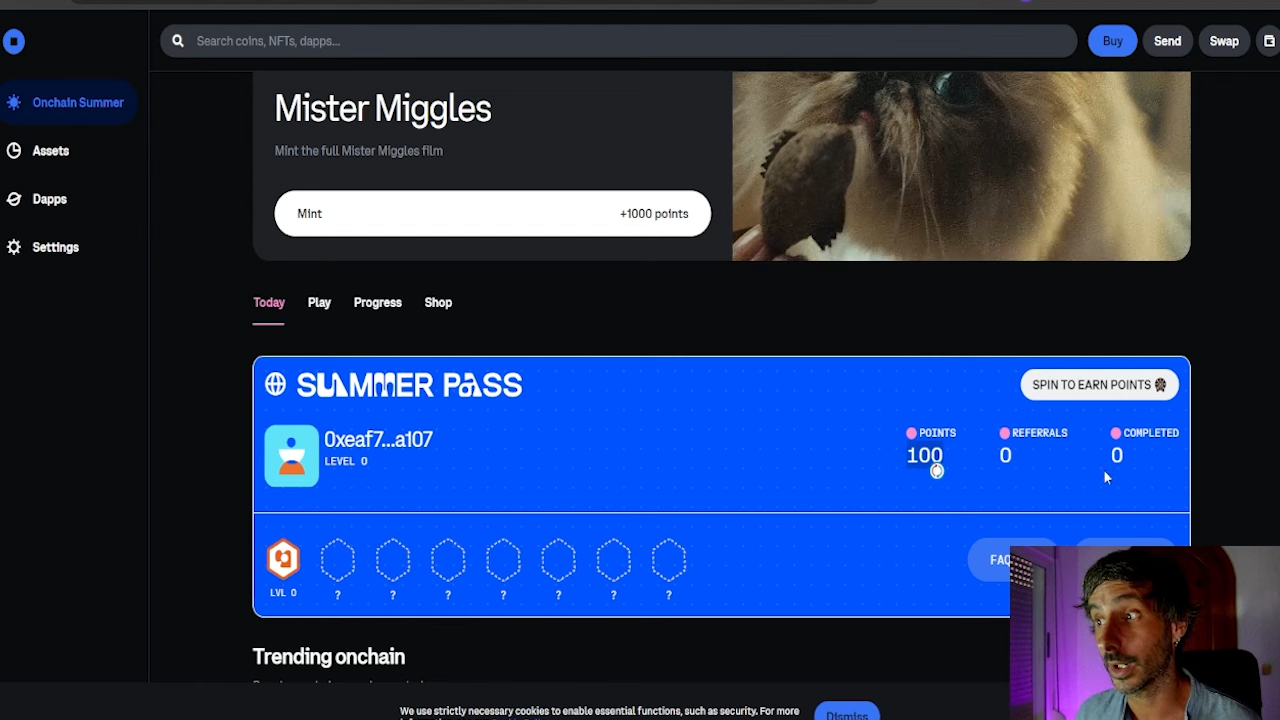 Search coins, NFTs, dapps...
Buy
Send
Swap
Onchain Summer
Assets
Dapps
Settings
Mister Miggles
Mint the full Mister Miggles film
Mint
+1000 points
Today
Play
Progress
Shop
SUMMER PASS
SPIN TO EARN POINTS
0xeaf7...a107
LEVEL 0
POINTS
REFERRALS
COMPLETED
100
0
0
LVL 0
?
?
?
?
?
?
?
FAQ
Trending onchain
We use strictly necessary cookies to enable essential functions, such as security. For more
Dismiss